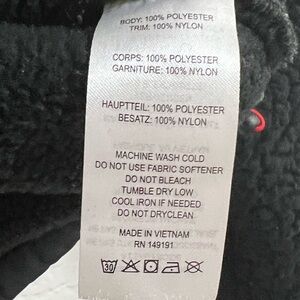 BODY: 100% POLYESTER
TRIM: 100% NYLON
CORPS: 100% POLYESTER
GARNITURE: 100% NYLON
HAUPTTEIL: 100% POLYESTER
BESATZ: 100% NYLON
MACHINE WASH COLD
DO NOT USE FABRIC SOFTENER
DO NOT BLEACH
TUMBLE DRY LOW
COOL IRON IF NEEDED
DO NOT DRYCLEAN
MADE IN VIETNAM
RN 149191
30